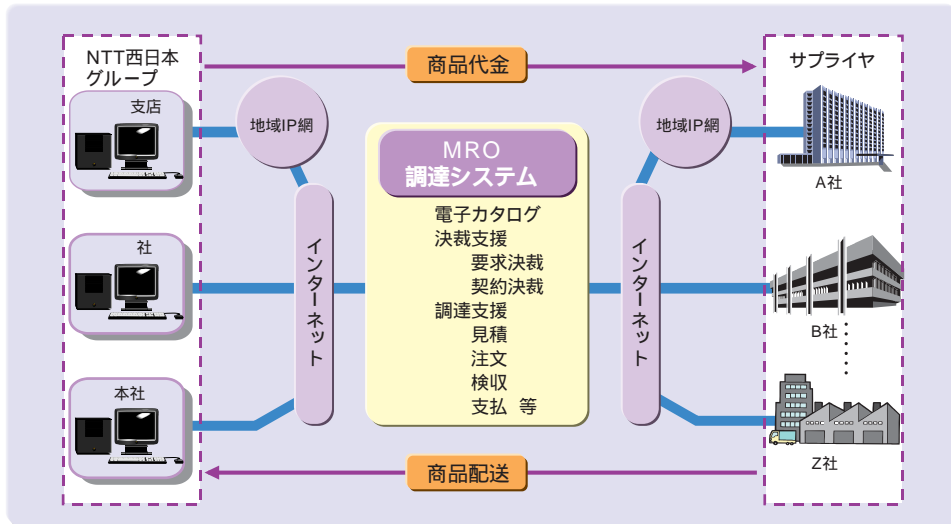 NTT西日本
グループ
支店
社
本社
商品代金
地域IP網
インターネット
MRO
調達システム
電子カタログ
決裁支援
要求決裁
契約決裁
調達支援
見積
注文
検収
支払 等
地域IP網
インターネット
商品配送
サプライヤ
A社
B社
Z社